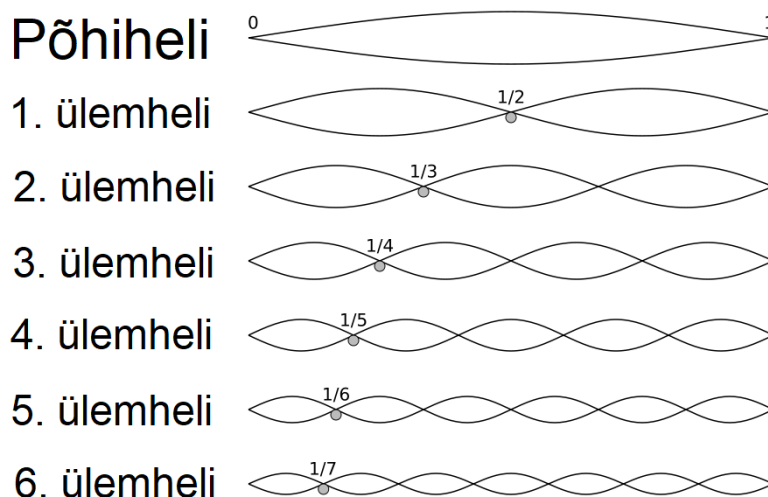 Põhiheli
0
1
1. ülemheli
1/2
2. ülemheli
1/3
3. ülemheli
1/4
4. ülemheli
1/5
5. ülemheli
1/6
6. ülemheli
1/7